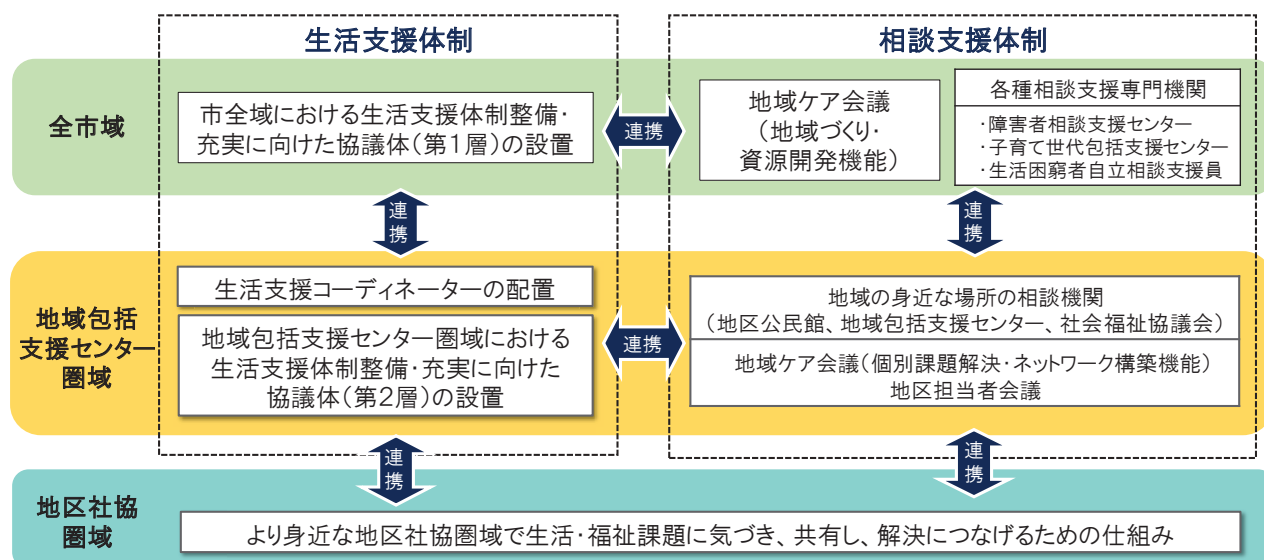 生活支援体制
相談支援体制
全市域
市全域における生活支援体制整備・
充実に向けた協議体(第1層)の設置
連携
地域ケア会議
(地域づくり・
資源開発機能)
各種相談支援専門機関
・障害者相談支援センター
・子育て世代包括支援センター
・生活困窮者自立相談支援員
連携
連携
地域包括
支援センター
圏域
生活支援コーディネーターの配置
地域包括支援センター圏域における
生活支援体制整備・充実に向けた
協議体(第2層)の設置
連携
地域の身近な場所の相談機関
(地区公民館、地域包括支援センター、社会福祉協議会)
地域ケア会議(個別課題解決・ネットワーク構築機能)
地区担当者会議
連携
連携
地区社協
圏域
より身近な地区社協圏域で生活・福祉課題に気づき、共有し、解決につなげるための仕組み